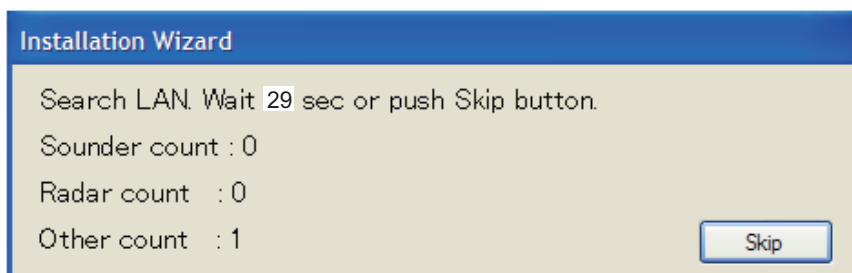 Installation Wizard
Search LAN. Wait 29 sec or push Skip button.
Sounder count : 0
Radar count : 0
Other count : 1
Skip